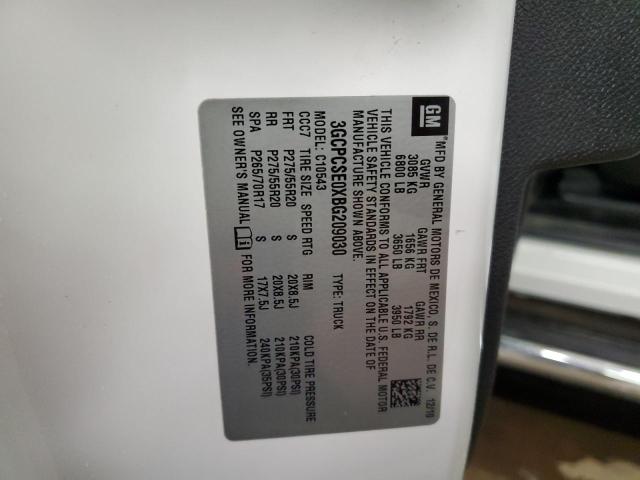 GM
®MFD BY GENERAL MOTORS DE MEXICO, S. DE R.L. DE C.V. 12/10
GVWR GAWR FRT GAWR RR
3085 KG 1656 KG 1792 KG
6800 LB 3650 LB 3950 LB
THIS VEHICLE CONFORMS TO ALL APPLICABLE U.S. FEDERAL MOTOR
VEHICLE SAFETY STANDARDS IN EFFECT ON THE DATE OF
MANUFACTURE SHOWN ABOVE.
3GCPCSE0XBG209030 TYPE: TRUCK
MODEL: C10543
CCC7 TIRE SIZE SPEED RTG RIM COLD TIRE PRESSURE
FRT P275/55R20 S 20X8.5J 210KPA(30PSI)
RR P275/55R20 S 20X8.5J 210KPA(30PSI)
SPA P265/70R17 S 17X7.5J 240KPA(35PSI)
SEE OWNER'S MANUAL FOR MORE INFORMATION.